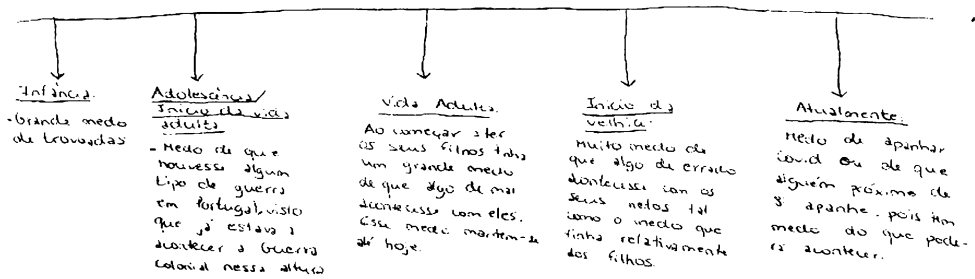 Infância.
- Grande medo
de trovoadas
Adolescência/
Início da vida
adulta
- Medo de que
houvesse algum
tipo de guerra
em Portugal, visto
que já estava a
acontecer a Guerra
colonial nessa altura
Vida Adulta.
Ao começar a ter
os seus filhos tinha
um grande medo
de que algo de mal
acontecesse com eles.
Esse medo mantem-se
até hoje.
Início da
velhice.
Muito medo de
que algo de errado
acontecesse com os
seus netos tal
como o medo que
tinha relativamente
aos filhos.
Atualmente:
Medo de apanhar
covid ou de que
alguém próximo de
si apanhe, pois tem
medo do que pode-
rá acontecer.